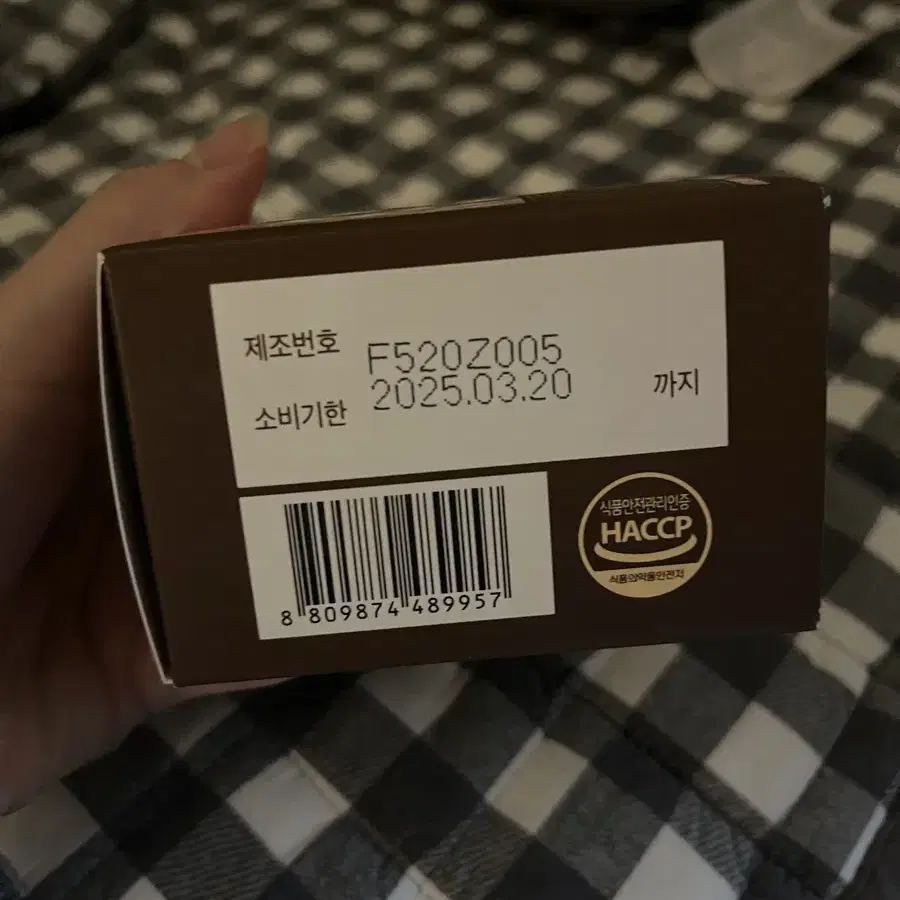 제조번호 F520Z005
소비기한 2025.03.20 까지
8 809874 489957
식품안전관리인증
HACCP
식품의약품안전처